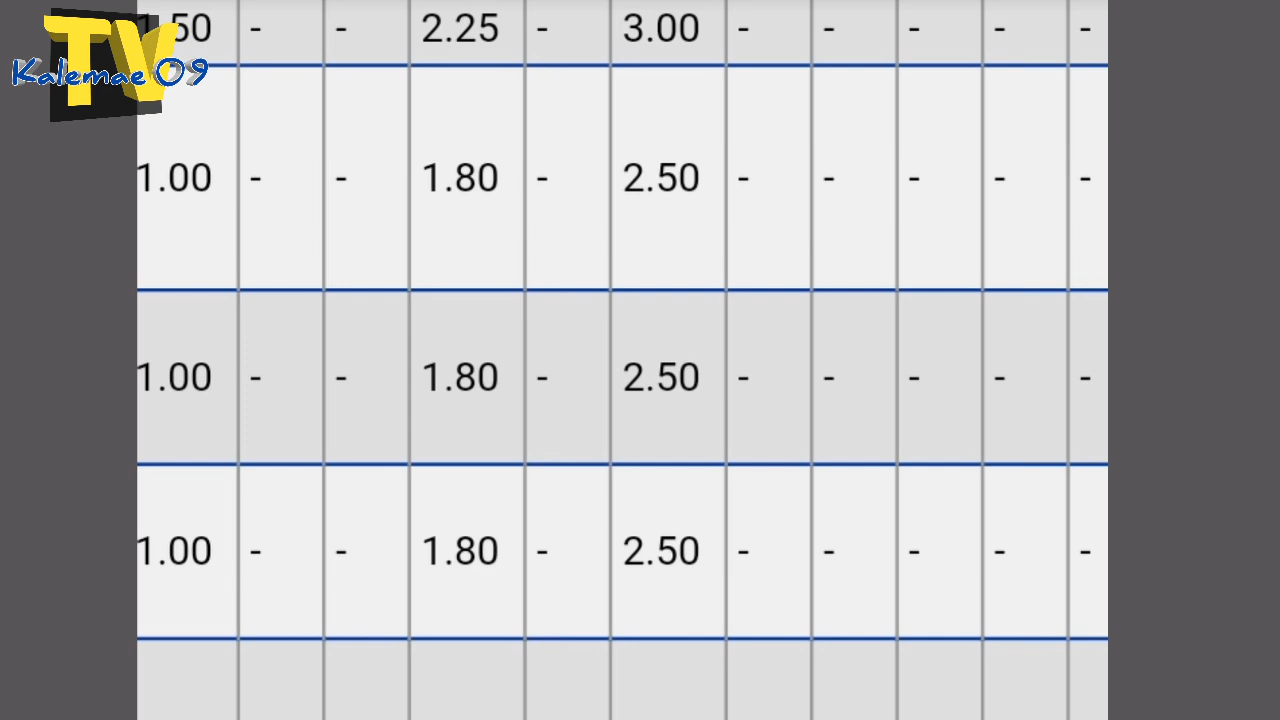 TV
Kalemae 09
.50 - - 2.25 - 3.00 - - - - -
1.00 - - 1.80 - 2.50 - - - - -
1.00 - - 1.80 - 2.50 - - - - -
1.00 - - 1.80 - 2.50 - - - - -